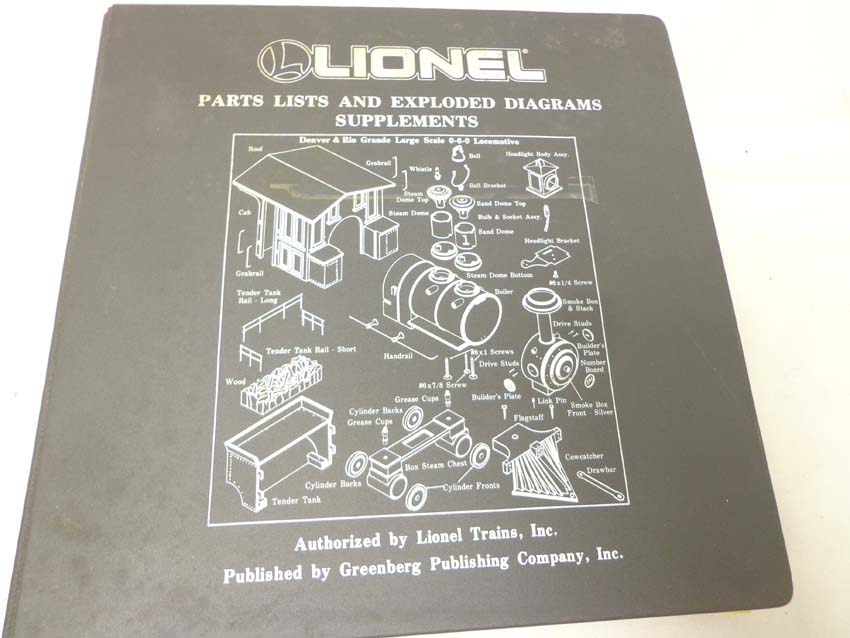 LIONEL
PARTS LISTS AND EXPLODED DIAGRAMS
SUPPLEMENTS
Denver & Rio Grande Large Scale 0-6-0 Locomotive
Roof
Grabrail
Whistle
Bell
Headlight Body Assy.
Steam
Dome Top
Bell Bracket
Sand Dome Top
Cab
Steam Dome
Bulb & Socket Assy.
Sand Dome
1
Headlight Bracket
Grabrail
Steam Dome Bottom
#6x1/4 Screw
Tender Tank
Rail - Long
Boiler
Smoke Box
& Stack
Drive Studs
Tender Tank Rail - Short
Handrail
#8x1 Screws
Drive Studs
Builder's
Plate
Number
Board
Wood
#6x7/8 Screw
Grease Cups
Builder's Plate
Link Pin
Smoke Box
Front - Silver
Cylinder Backs
Grease Cups
Flagstaff
Box Steam Chest
Cowcatcher
Drawbar
Cylinder Backs
Cylinder Fronts
Tender Tank
Authorized by Lionel Trains, Inc.
Published by Greenberg Publishing Company, Inc.